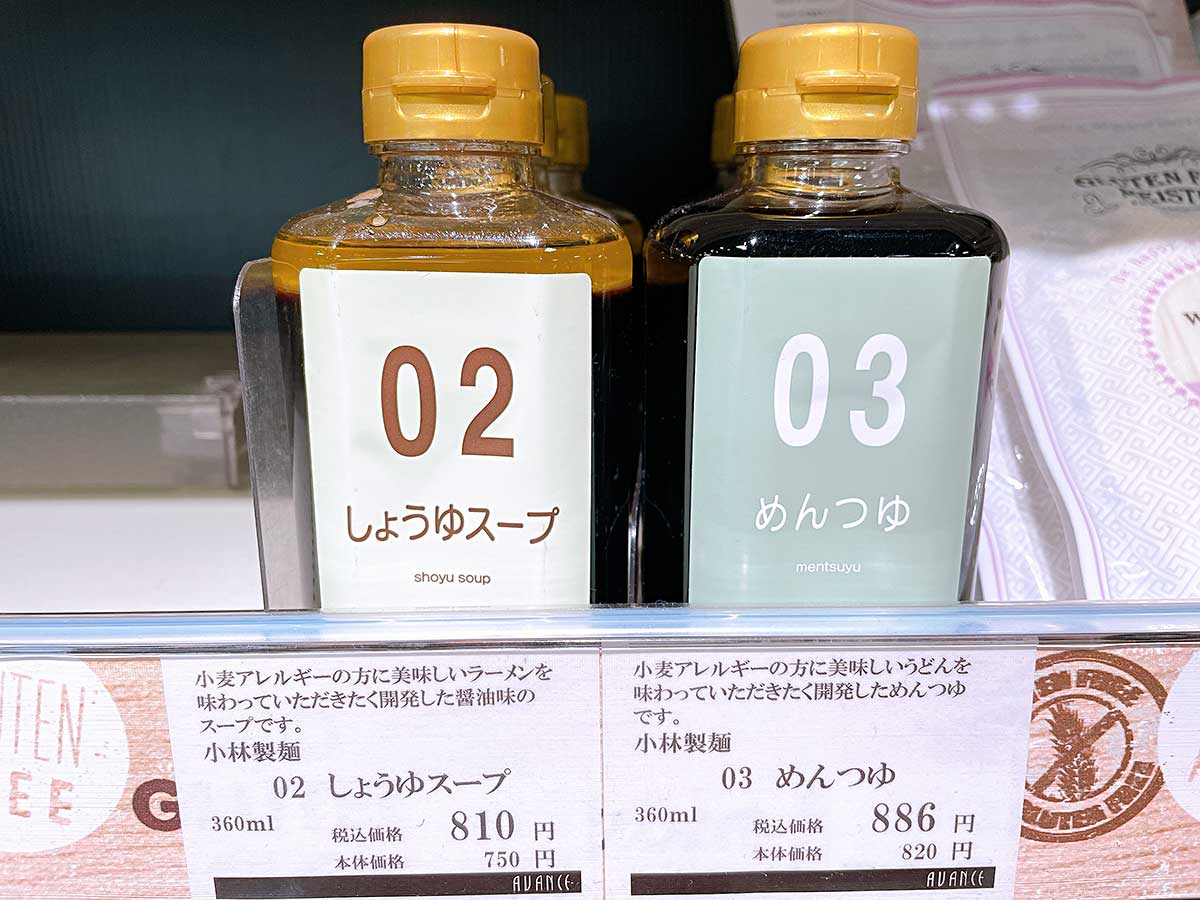 02
しょうゆスープ
shoyu soup
03
めんつゆ
mentsuyu
小麦アレルギーの方に美味しいラーメンを
味わっていただきたく開発した醤油味の
スープです。
小林製麺
02 しょうゆスープ
360ml
税込価格 810 円
本体価格 750 円
AVANCE
小麦アレルギーの方に美味しいうどんを
味わっていただきたく開発しためんつゆ
です。
小林製麺
03 めんつゆ
360ml
税込価格 886 円
本体価格 820 円
AVANCE